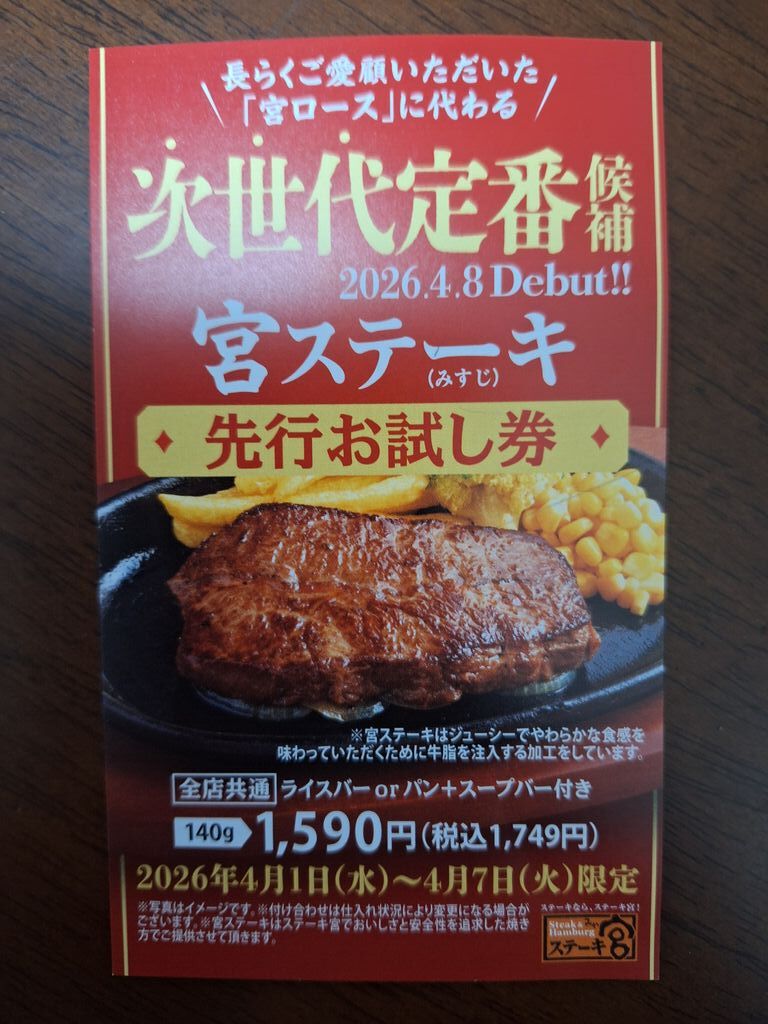 長らくご愛顧いただいた
「宮ロース」に代わる
次世代定番候補
2026.4.8 Debut!!
宮ステーキ
(みすじ)
先行お試し券
※宮ステーキはジューシーでやわらかな食感を
味わっていただくために牛脂を注入する加工をしています。
全店共通 ライスバー or パン+スープバー付き
140g 1,590円(税込1,749円)
2026年4月1日(水)〜4月7日(火)限定
※写真はイメージです。※付け合わせは仕入れ状況により変更になる場合が
ございます。※宮ステーキはステーキ宮でおいしさと安全性を追求した焼き
方でご提供させて頂きます。
ステーキなら、ステーキ宮!
Steak &
Hamburg
ステーキ宮